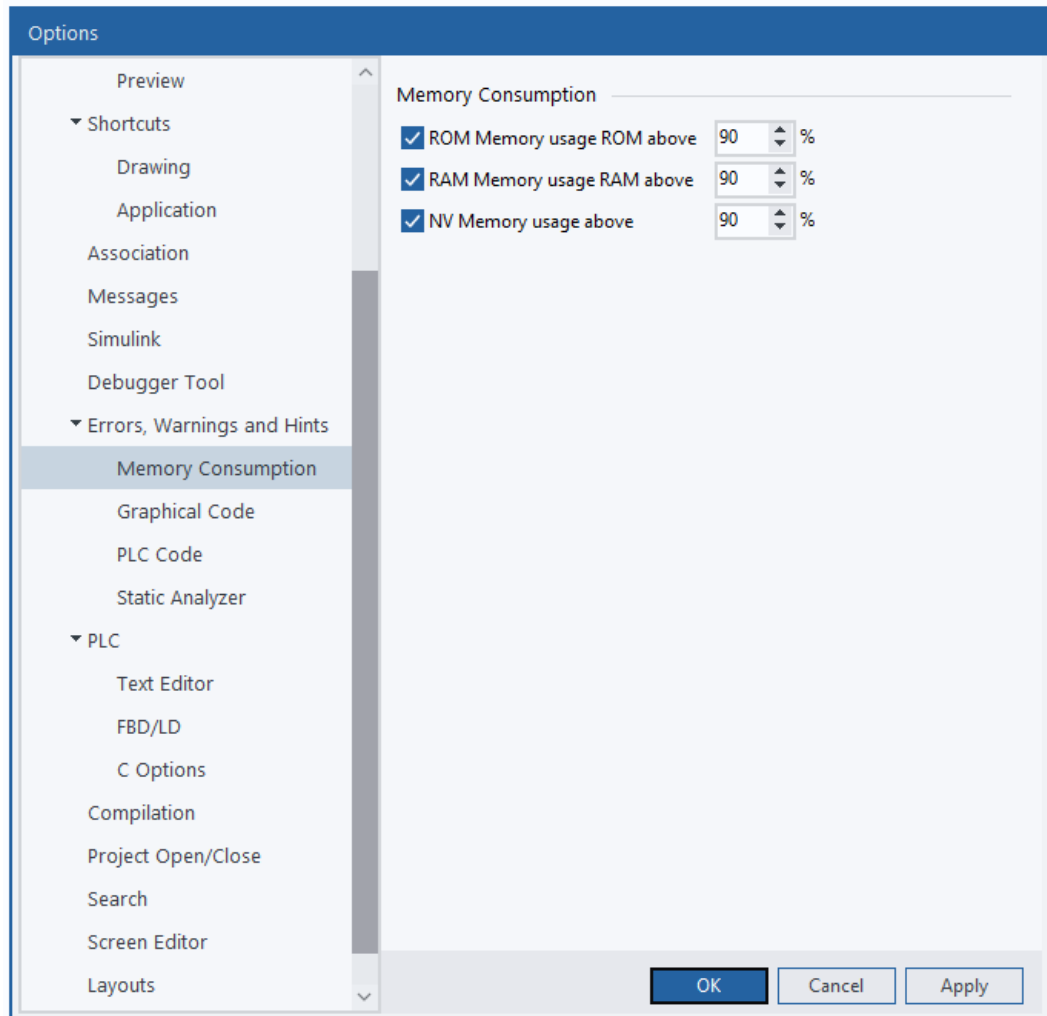 Options
Preview
Shortcuts
Drawing
Application
Association
Messages
Simulink
Debugger Tool
Errors, Warnings and Hints
Memory Consumption
Graphical Code
PLC Code
Static Analyzer
PLC
Text Editor
FBD/LD
C Options
Compilation
Project Open/Close
Search
Screen Editor
Layouts
Memory Consumption
ROM Memory usage ROM above 90 %
RAM Memory usage RAM above 90 %
NV Memory usage above 90 %
OK Cancel Apply